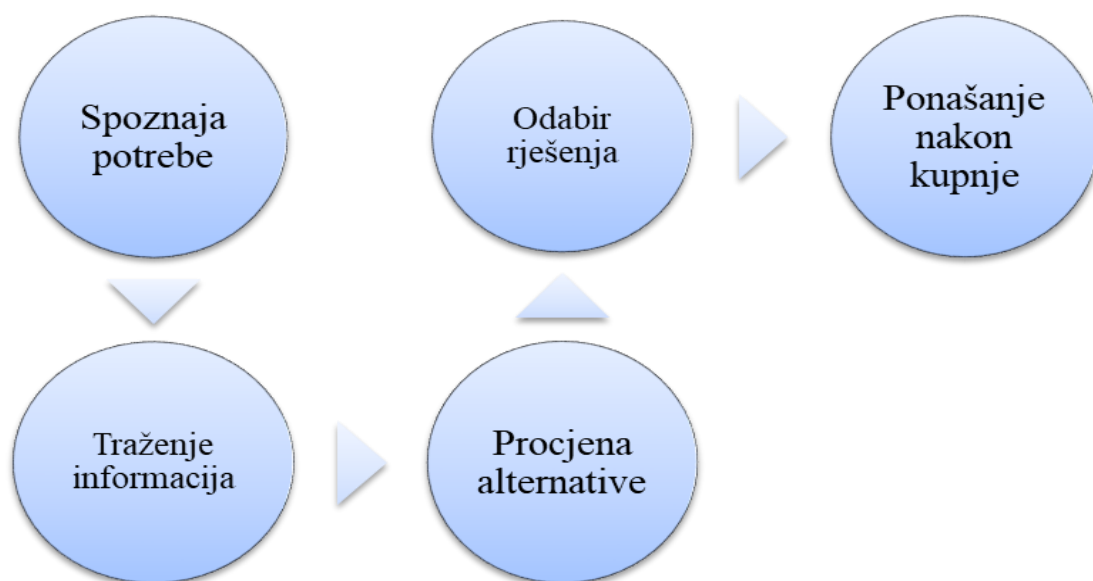 Spoznaja
potrebe
Traženje
informacija
Procjena
alternative
Odabir
rješenja
Ponašanje
nakon
kupnje